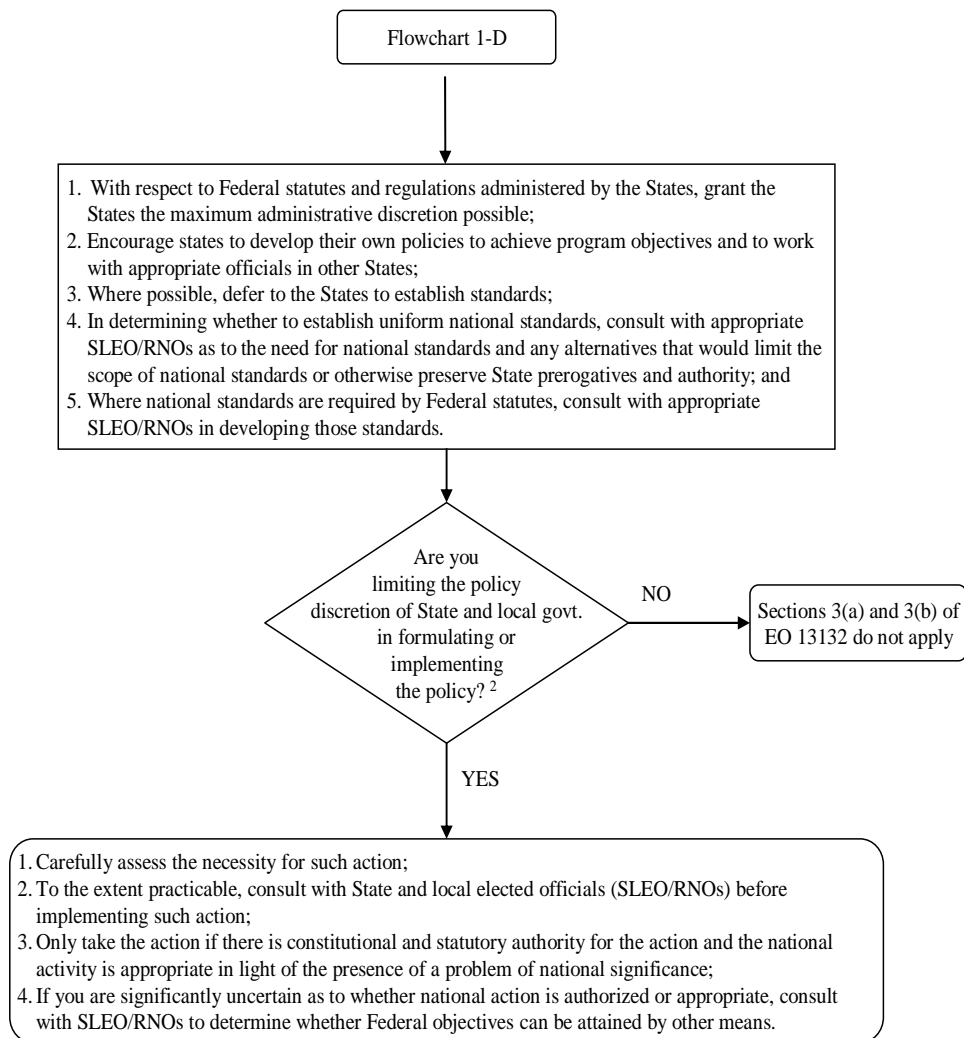 Flowchart 1-D
1. With respect to Federal statutes and regulations administered by the States, grant the
States the maximum administrative discretion possible;
2. Encourage states to develop their own policies to achieve program objectives and to work
with appropriate officials in other States;
3. Where possible, defer to the States to establish standards;
4. In determining whether to establish uniform national standards, consult with appropriate
SLEO/RNOs as to the need for national standards and any alternatives that would limit the
scope of national standards or otherwise preserve State prerogatives and authority; and
5. Where national standards are required by Federal statutes, consult with appropriate
SLEO/RNOs in developing those standards.
Are you
limiting the policy
discretion of State and local govt.
in formulating or
implementing
the policy? 2
NO
Sections 3(a) and 3(b) of
EO 13132 do not apply
YES
1. Carefully assess the necessity for such action;
2. To the extent practicable, consult with State and local elected officials (SLEO/RNOs) before
implementing such action;
3. Only take the action if there is constitutional and statutory authority for the action and the national
activity is appropriate in light of the presence of a problem of national significance;
4. If you are significantly uncertain as to whether national action is authorized or appropriate, consult
with SLEO/RNOs to determine whether Federal objectives can be attained by other means.